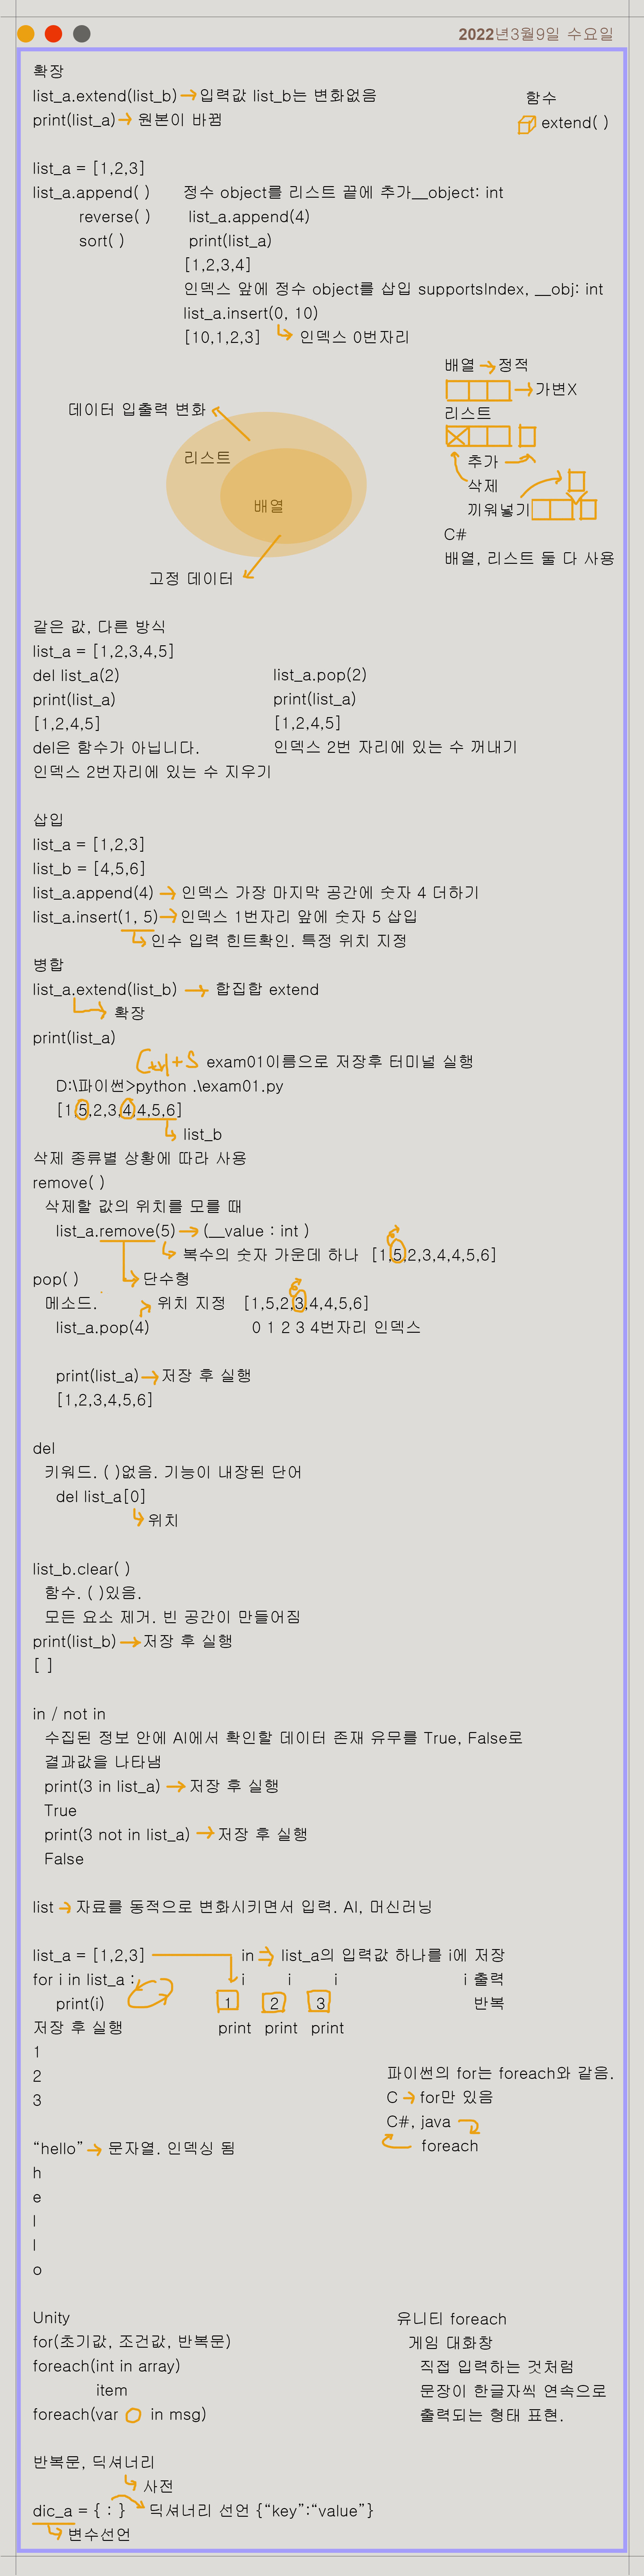 2022년3월9일 수요일
확장
list_a.extend(list_b) 입력값 list_b는 변화없음
print(list_a) 원본이 바뀜
함수
extend( )
list_a = [1,2,3]
list_a.append( ) 정수 object를 리스트 끝에 추가__object: int
reverse( ) list_a.append(4)
sort( ) print(list_a)
[1,2,3,4]
인덱스 앞에 정수 object를 삽입 supportsIndex, __obj: int
list_a.insert(0, 10)
[10,1,2,3] 인덱스 0번자리
배열 정적
가변X
리스트
추가
삭제
끼워넣기
C#
배열, 리스트 둘 다 사용
데이터 입출력 변화
리스트
배열
고정 데이터
같은 값, 다른 방식
list_a = [1,2,3,4,5]
del list_a(2) list_a.pop(2)
print(list_a) print(list_a)
[1,2,4,5] [1,2,4,5]
del은 함수가 아닙니다. 인덱스 2번 자리에 있는 수 꺼내기
인덱스 2번자리에 있는 수 지우기
삽입
list_a = [1,2,3]
list_b = [4,5,6]
list_a.append(4) 인덱스 가장 마지막 공간에 숫자 4 더하기
list_a.insert(1, 5) 인덱스 1번자리 앞에 숫자 5 삽입
인수 입력 힌트확인. 특정 위치 지정
병합
list_a.extend(list_b) 합집합 extend
확장
print(list_a)
Ctrl+S exam01이름으로 저장후 터미널 실행
D:\파이썬>python .\exam01.py
[1,5,2,3,4,4,5,6]
list_b
삭제 종류별 상황에 따라 사용
remove( )
삭제할 값의 위치를 모를 때
list_a.remove(5) (__value : int )
복수의 숫자 가운데 하나 [1,5,2,3,4,4,5,6]
pop( ) 단수형
메소드. 위치 지정 [1,5,2,3,4,4,5,6]
list_a.pop(4) 0 1 2 3 4번자리 인덱스
print(list_a) 저장 후 실행
[1,2,3,4,5,6]
del
키워드. ( )없음. 기능이 내장된 단어
del list_a[0]
위치
list_b.clear( )
함수. ( )있음.
모든 요소 제거. 빈 공간이 만들어짐
print(list_b) 저장 후 실행
[ ]
in / not in
수집된 정보 안에 AI에서 확인할 데이터 존재 유무를 True, False로
결과값을 나타냄
print(3 in list_a) 저장 후 실행
True
print(3 not in list_a) 저장 후 실행
False
list 자료를 동적으로 변화시키면서 입력. AI, 머신러닝
list_a = [1,2,3] in list_a의 입력값 하나를 i에 저장
for i in list_a : i i i i 출력
print(i) 1 2 3 반복
저장 후 실행 print print print
1
2
3
파이썬의 for는 foreach와 같음.
C for만 있음
C#, java
foreach
“hello” 문자열. 인덱싱 됨
h
e
l
l
o
Unity
for(초기값, 조건값, 반복문)
foreach(int in array)
item
foreach(var in msg)
유니티 foreach
게임 대화창
직접 입력하는 것처럼
문장이 한글자씩 연속으로
출력되는 형태 표현.
반복문, 딕셔너리
사전
dic_a = { : } 딕셔너리 선언 {“key”:“value”}
변수선언